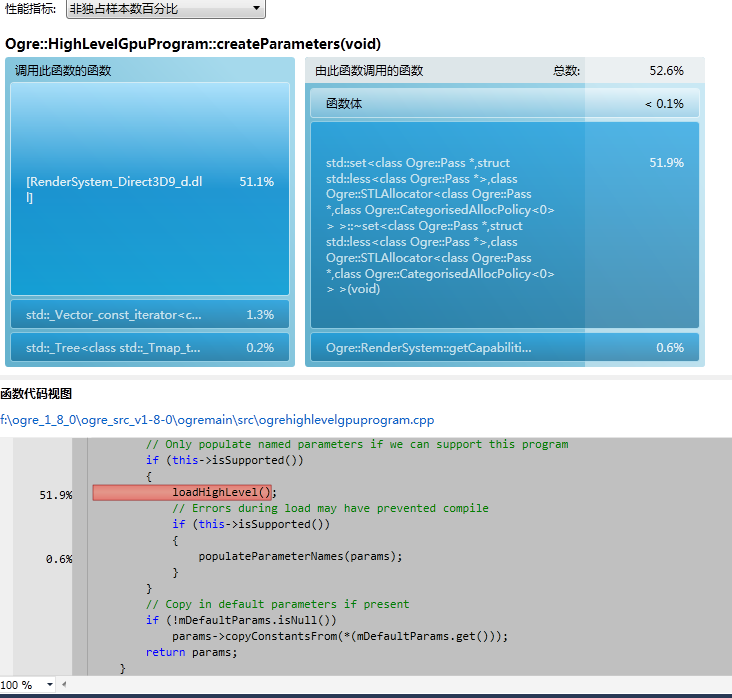 性能指标: 非独占样本数百分比
Ogre::HighLevelGpuProgram::createParameters(void)
调用此函数的函数
[RenderSystem_Direct3D9_d.dl 51.1%
l]
std::_Vector_const_iterator<c... 1.3%
std::_Tree<class std::_Tmap_t... 0.2%
由此函数调用的函数 总数: 52.6%
函数体 < 0.1%
std::set<class Ogre::Pass *,struct 51.9%
std::less<class Ogre::Pass *>,class
Ogre::STLAllocator<class Ogre::Pass
*,class Ogre::CategorisedAllocPolicy<0>
> >::~set<class Ogre::Pass *,struct
std::less<class Ogre::Pass *>,class
Ogre::STLAllocator<class Ogre::Pass
*,class Ogre::CategorisedAllocPolicy<0>
> >(void)
Ogre::RenderSystem::getCapabiliti... 0.6%
函数代码视图
f:\ogre_1_8_0\ogre_src_v1-8-0\ogremain\src\ogrehighlevelgpuprogram.cpp
// Only populate named parameters if we can support this program
if (this->isSupported())
{
51.9% loadHighLevel();
// Errors during load may have prevented compile
if (this->isSupported())
{
0.6% populateParameterNames(params);
}
}
// Copy in default parameters if present
if (!mDefaultParams.isNull())
params->copyConstantsFrom(*(mDefaultParams.get()));
return params;
}
100 %